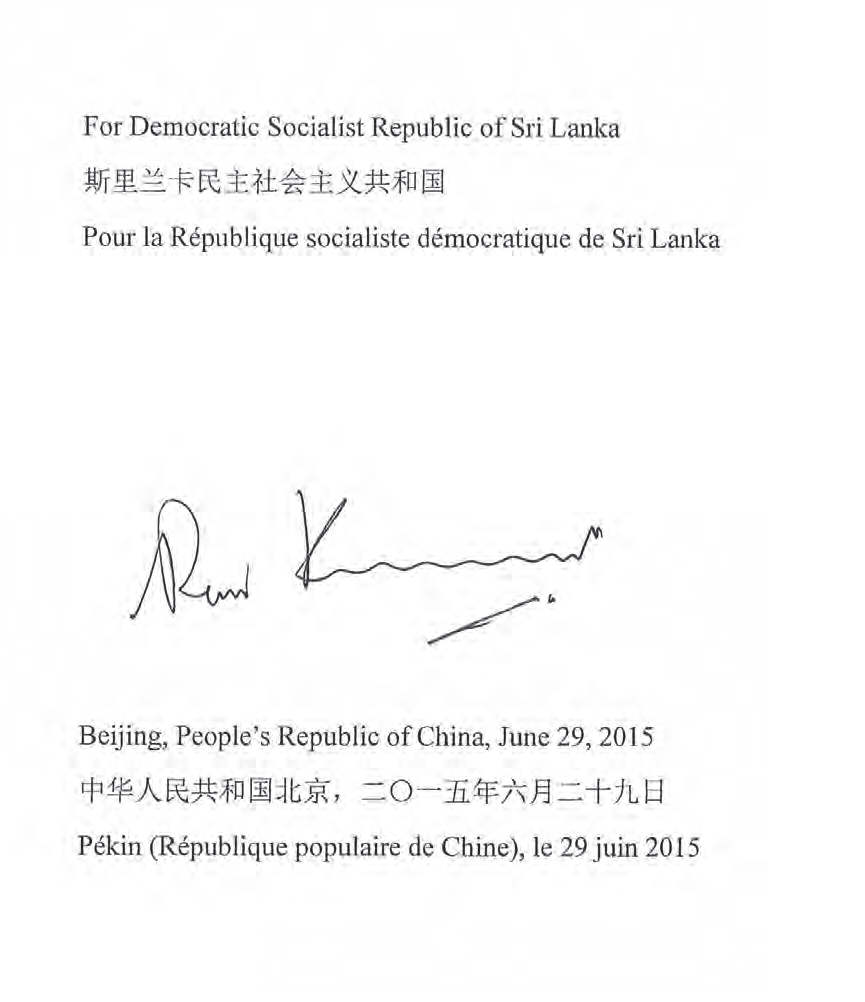 For Democratic Socialist Republic of Sri Lanka
斯里兰卡民主社会主义共和国
Pour la République socialiste démocratique de Sri Lanka
Beijing, People's Republic of China, June 29, 2015
中华人民共和国北京，二〇一五年六月二十九日
Pékin (République populaire de Chine), le 29 juin 2015